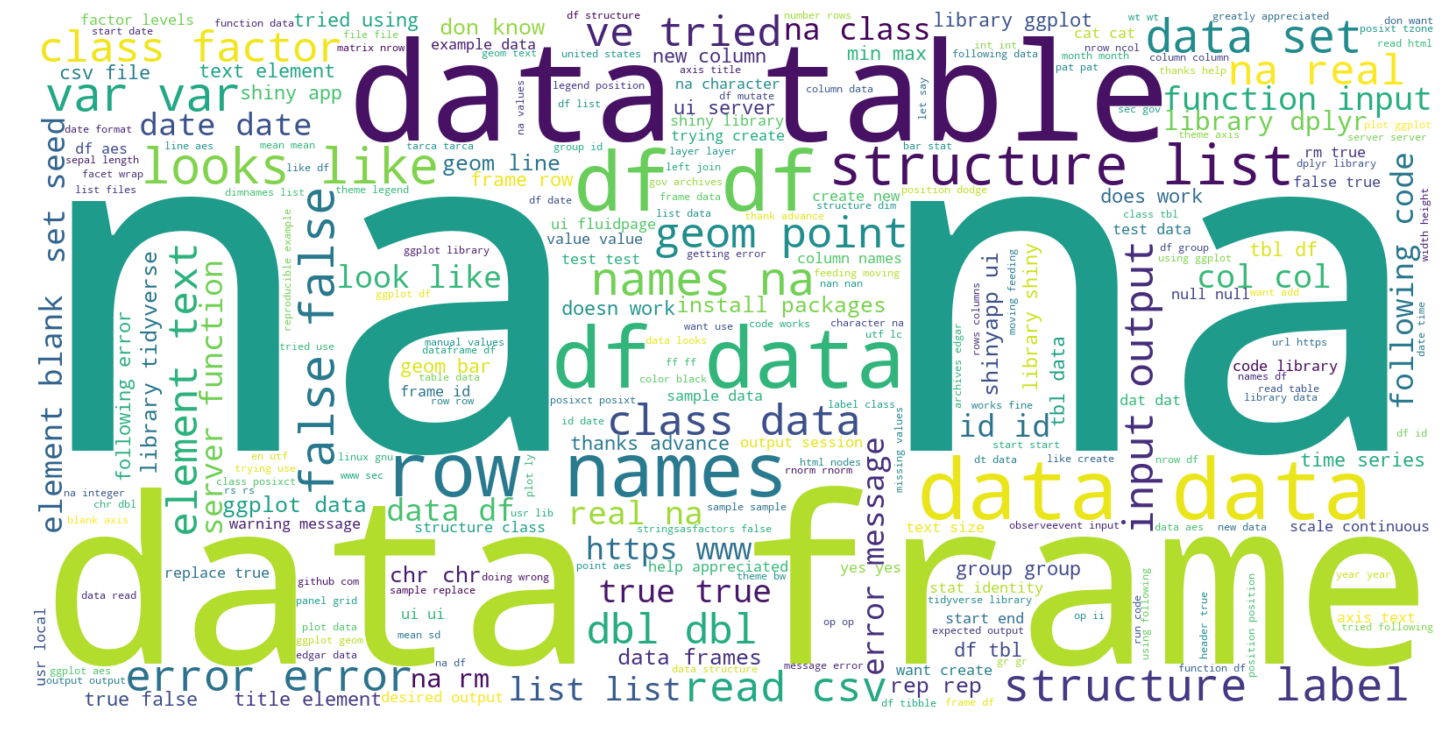 factor levels
function data
tried using
don know
ve tried
na class
df structure
number rows
library ggplot
wt wt
greatly appreciated
don want
start date
file file
matrix nrow
example data
geom text
united states
new column
min max
int int
following data
cat cat
nrow ncol
data set
posixt tzone
read html
class factor
csv file
text element
axis title
data table
month month
pat pat
column column
thanks help
na real
var var
shiny app
legend position
na values
df list
df mutate
na character
column data
let say
ui server
shiny library
trying create
sec gov
function input
library dplyr
plot ggplot
server server
date format
date date
line aes
mean mean
df aes
sepal length
facet wrap
list files
like df
looks like
tarca tarca
group id
geom line
frame row
layer layer
left join
gov archives
frame data
bar stat
theme axis
structure list
rm true
false true
dplyr library
set seed
element blank
dimnames list
theme legend
df date
df df
create new
list data
structure dim
position dodge
thank advance
does work
class tbl
test data
width height
following code
na na
ui fluidpage
value value
geom point
getting error
column names
test test
names na
feeding moving
nan nan
doesn work
install packages
ggplot library
look like
ggplot df
reproducible example
false false
element text
server function
library tidyverse
following error
tried use
manual values
dataframe df
geom bar
table data
frame id
row row
want use
code works
character na
data looks
utf lc
df data
ff ff
color black
posixct posixt
sample data
label class
id date
class data
archives edgar
rows columns
shinyapp ui
moving feeding
library shiny
tbl data
input output
df group
using ggplot
tbl df
col col
null null
want add
date time
url https
code library
names df
read table
library data
dat dat
works fine
id id
start start
df id
thanks advance
output session
en utf
trying use
class posixct
linux gnu
www sec
row names
plot ly
rnorm rnorm
html nodes
missing values
error message
dt data
like create
nrow df
time series
data data
na integer
chr dbl
blank axis
rs rs
ggplot data
warning message
data df
usr lib
structure class
sample sample
real na
stringsasfactors false
text size
observeevent input
data aes
new data
scale continuous
https www
point aes
help appreciated
theme bw
yes yes
data frame
replace true
data read
github com
panel grid
plot data
ggplot geom
edgar data
chr chr
doing wrong
sample replace
ui ui
mean sd
true true
dbl dbl
data frames
data structure
message error
op op
group group
stat identity
tidyverse library
start end
expected output
op ii
df tbl
want create
gr gr
run code
using following
position position
header true
year year
axis text
tried following
usr local
ggplot aes
output output
error error
na df
na rm
true false
title element
desired output
list list
read csv
rep rep
df tibble
frame df
function df
structure label